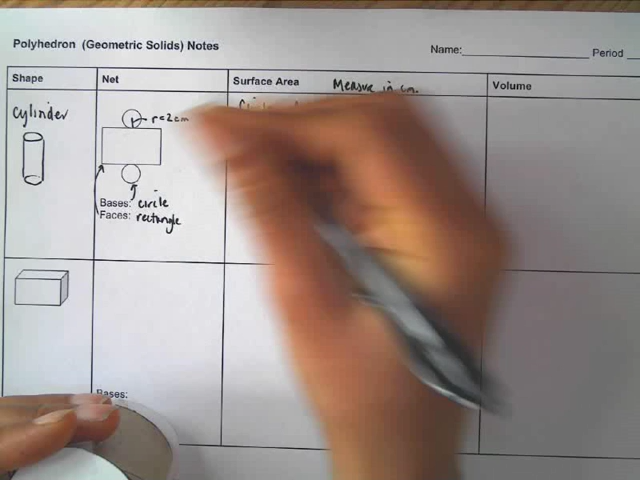 Polyhedron (Geometric Solids) Notes
Name:
Period
Shape
Net
Surface Area
Measure in cm.
Volume
Cylinder
r=2cm
Bases: circle
Faces: rectangle
Bases: